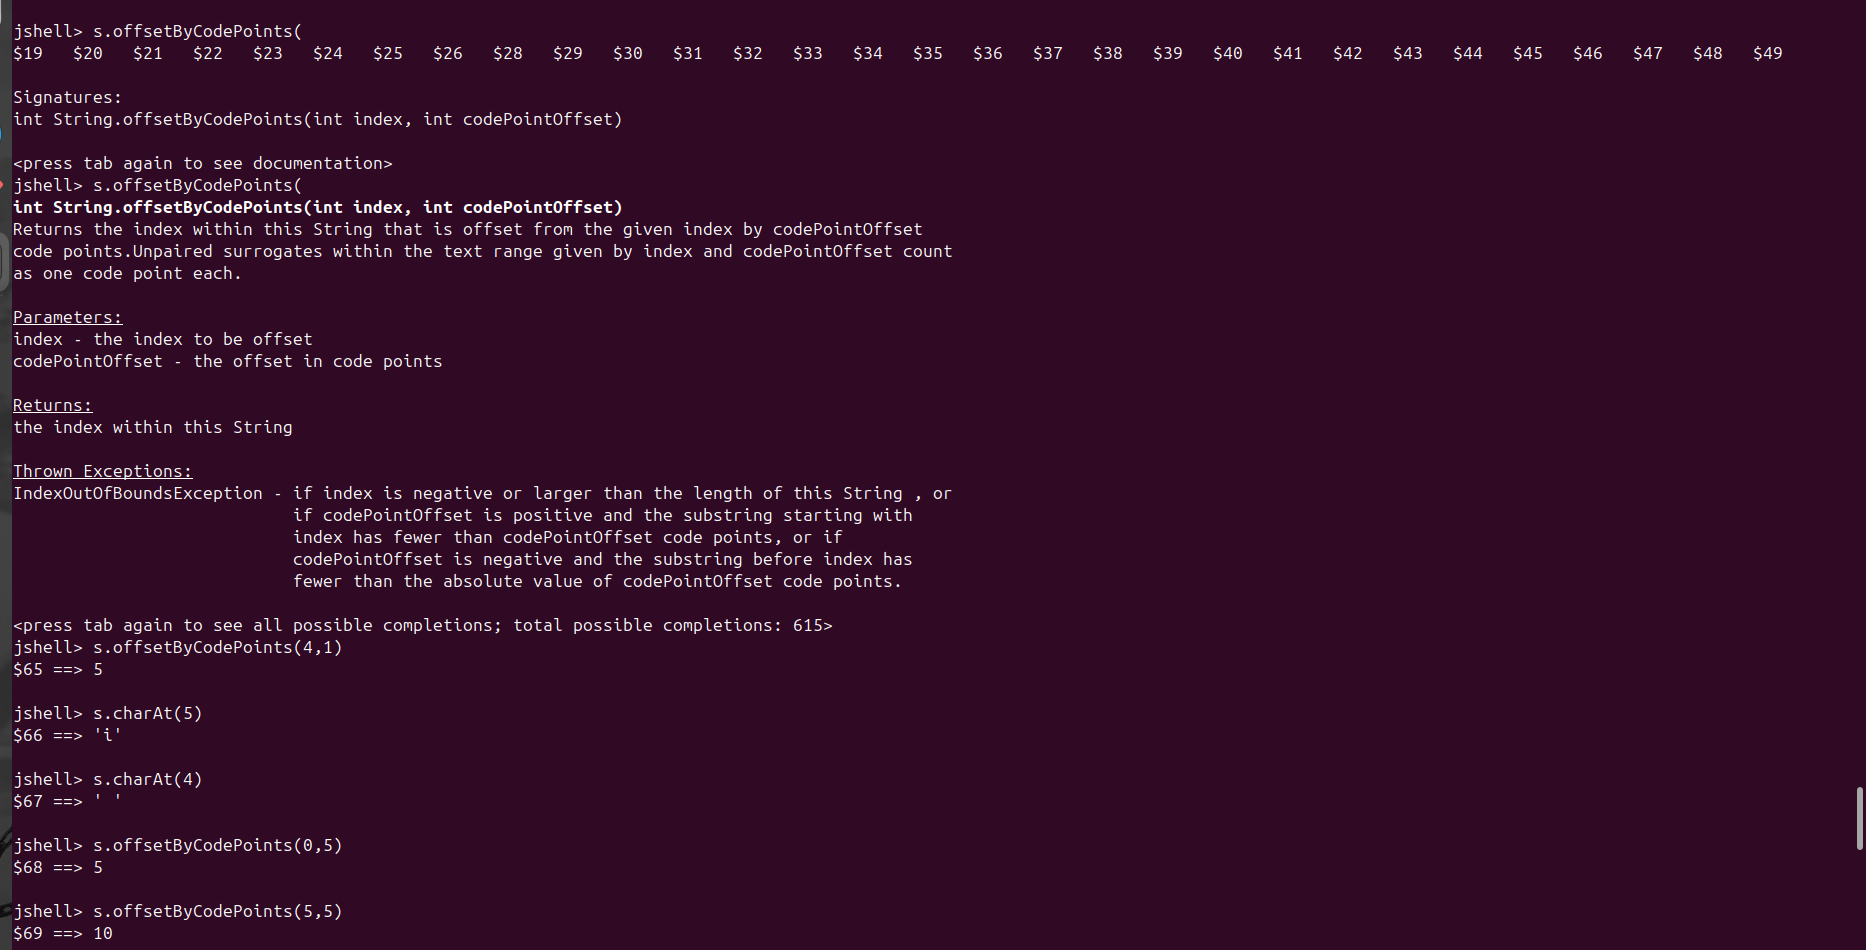 jshell> s.offsetByCodePoints(
$19   $20   $21   $22   $23   $24   $25   $26   $28   $29   $30   $31   $32   $33   $34   $35   $36   $37   $38   $39   $40   $41   $42   $43   $44   $45   $46   $47   $48   $49
Signatures:
int String.offsetByCodePoints(int index, int codePointOffset)
<press tab again to see documentation>
jshell> s.offsetByCodePoints(
int String.offsetByCodePoints(int index, int codePointOffset)
Returns the index within this String that is offset from the given index by codePointOffset
code points.Unpaired surrogates within the text range given by index and codePointOffset count
as one code point each.
Parameters:
index - the index to be offset
codePointOffset - the offset in code points
Returns:
the index within this String
Thrown Exceptions:
IndexOutOfBoundsException - if index is negative or larger than the length of this String , or
if codePointOffset is positive and the substring starting with
index has fewer than codePointOffset code points, or if
codePointOffset is negative and the substring before index has
fewer than the absolute value of codePointOffset code points.
<press tab again to see all possible completions; total possible completions: 615>
jshell> s.offsetByCodePoints(4,1)
$65 ==> 5
jshell> s.charAt(5)
$66 ==> 'i'
jshell> s.charAt(4)
$67 ==> ' '
jshell> s.offsetByCodePoints(0,5)
$68 ==> 5
jshell> s.offsetByCodePoints(5,5)
$69 ==> 10